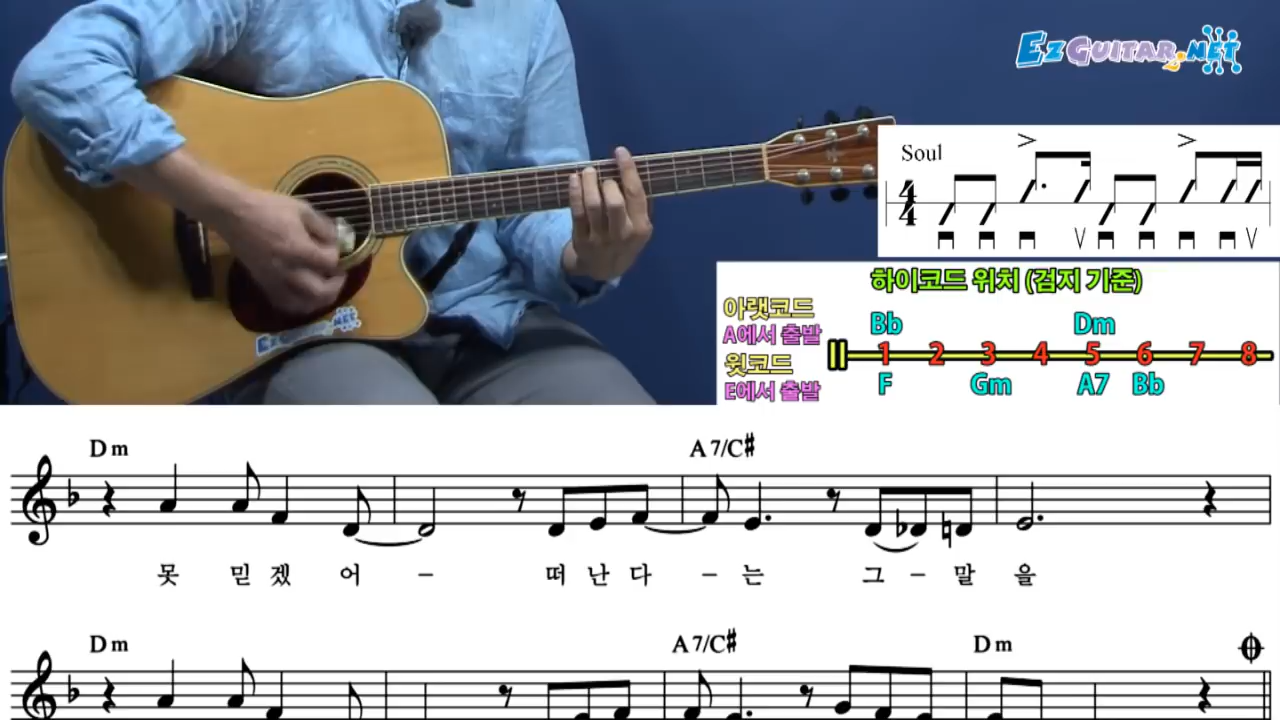 EzGuitar.net
Soul
4
4
하이코드 위치 (검지 기준)
아랫코드
A에서 출발
Bb Dm
1 2 3 4 5 6 7 8
윗코드
E에서 출발
F Gm A7 Bb
EzGuitar.net
Dm A7/C#
못 믿겠어 – 떠난다 – 는 그 – 말을
Dm A7/C# Dm